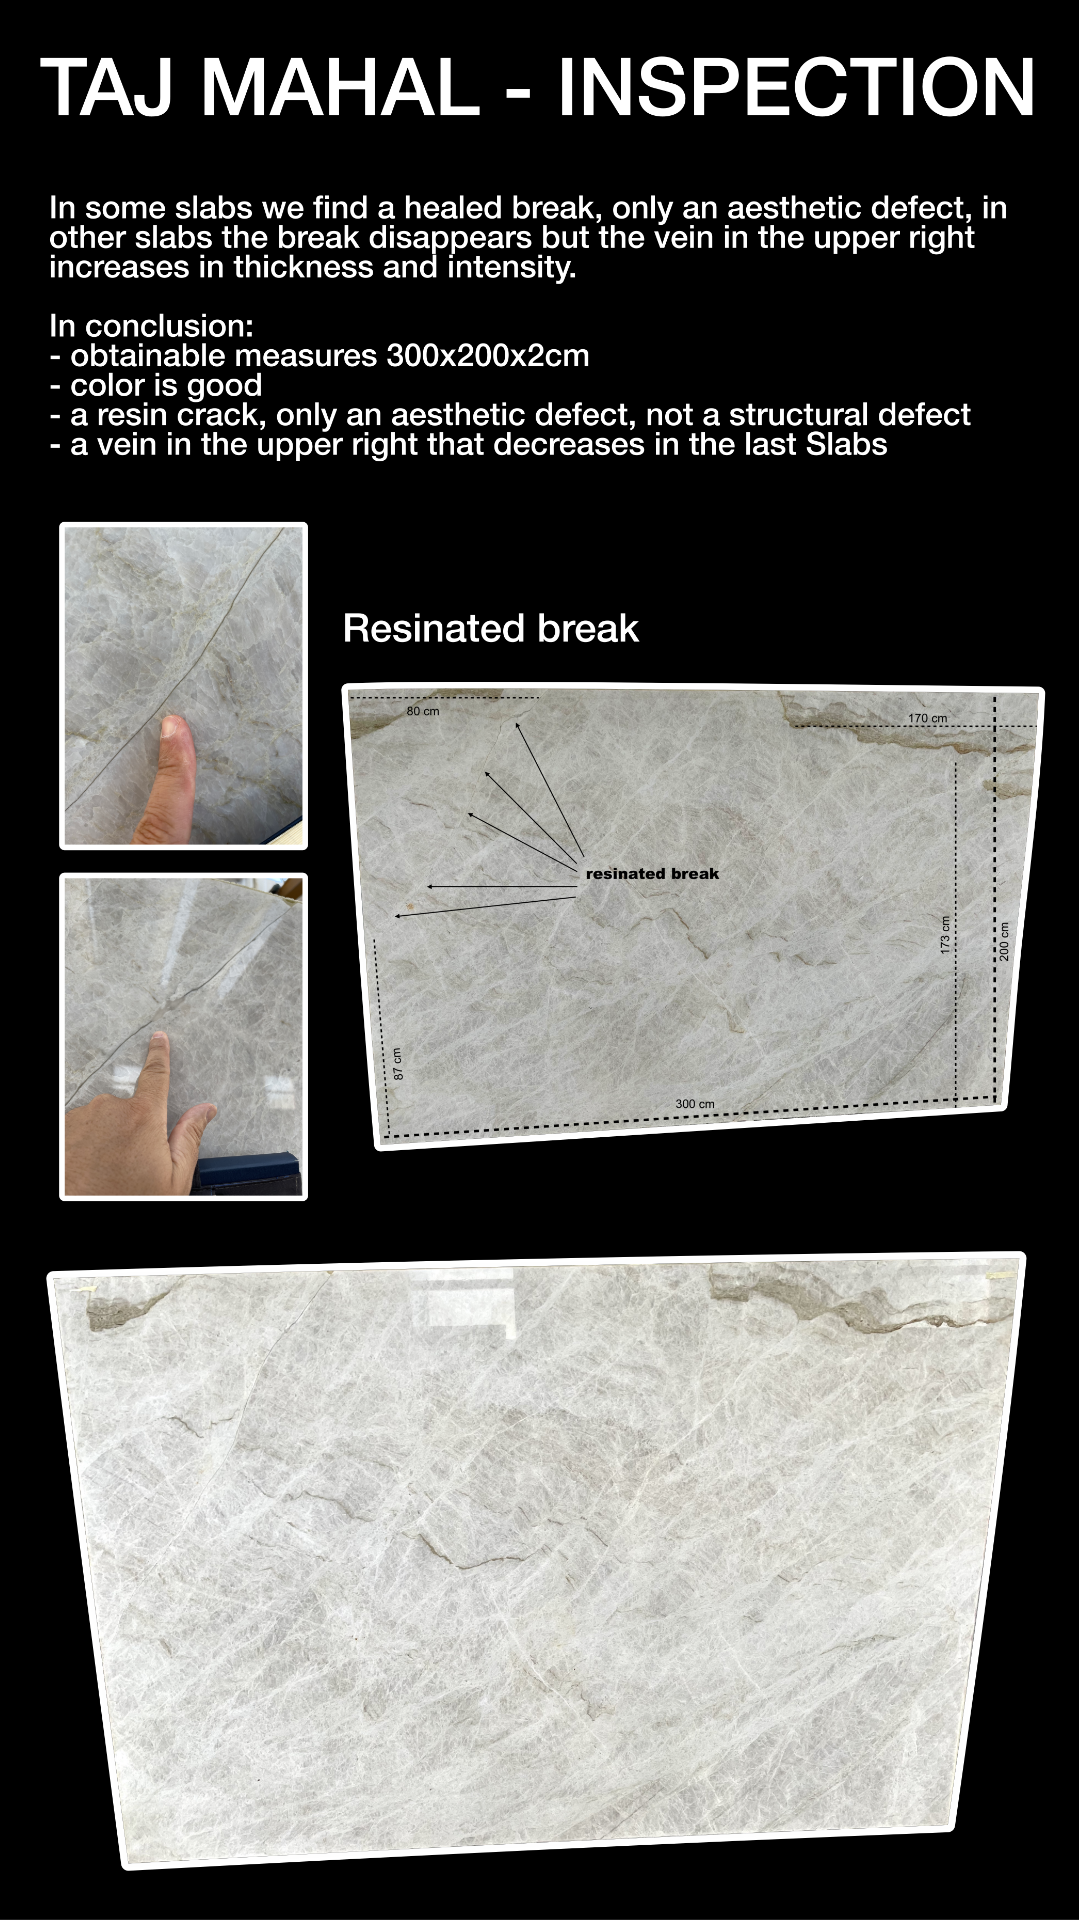 TAJ MAHAL - INSPECTION
In some slabs we find a healed break, only an aesthetic defect, in
other slabs the break disappears but the vein in the upper right
increases in thickness and intensity.
In conclusion:
- obtainable measures 300x200x2cm
- color is good
- a resin crack, only an aesthetic defect, not a structural defect
- a vein in the upper right that decreases in the last Slabs
Resinated break
80 cm
170 cm
resinated break
173 cm
200 cm
87 cm
300 cm